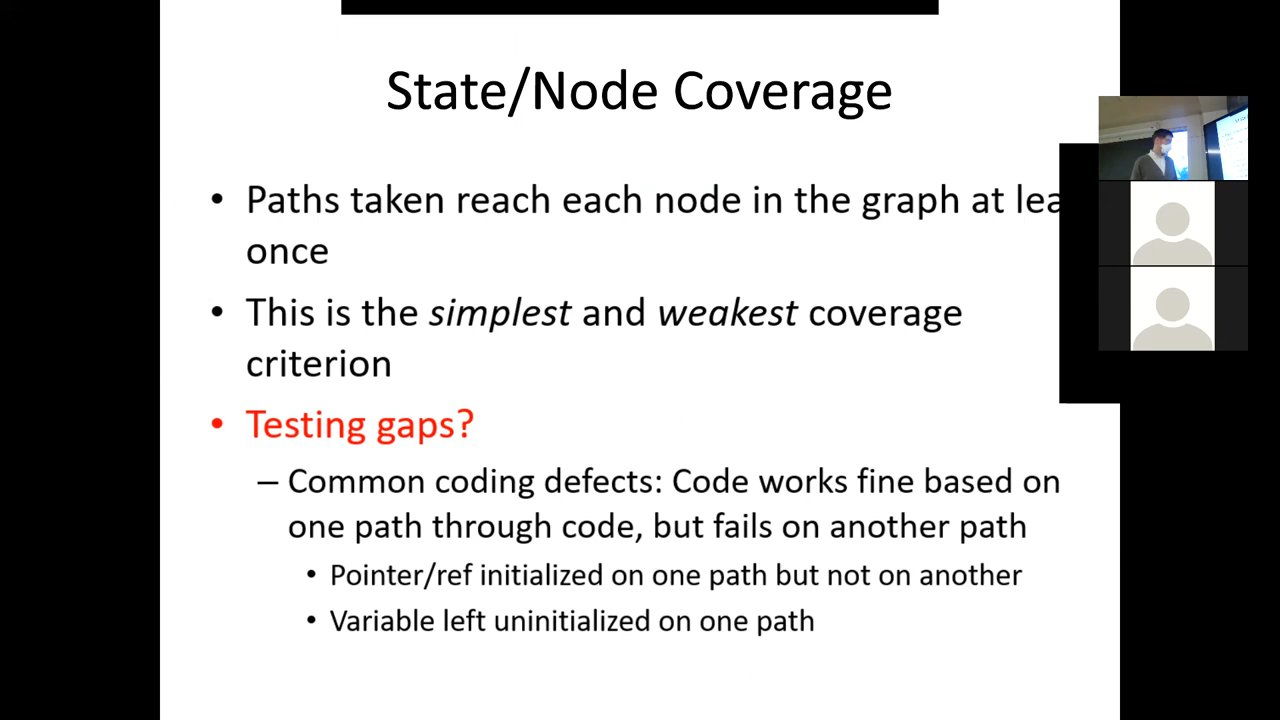 State/Node Coverage
• Paths taken reach each node in the graph at lea
once
• This is the simplest and weakest coverage
criterion
• Testing gaps?
– Common coding defects: Code works fine based on
one path through code, but fails on another path
• Pointer/ref initialized on one path but not on another
• Variable left uninitialized on one path